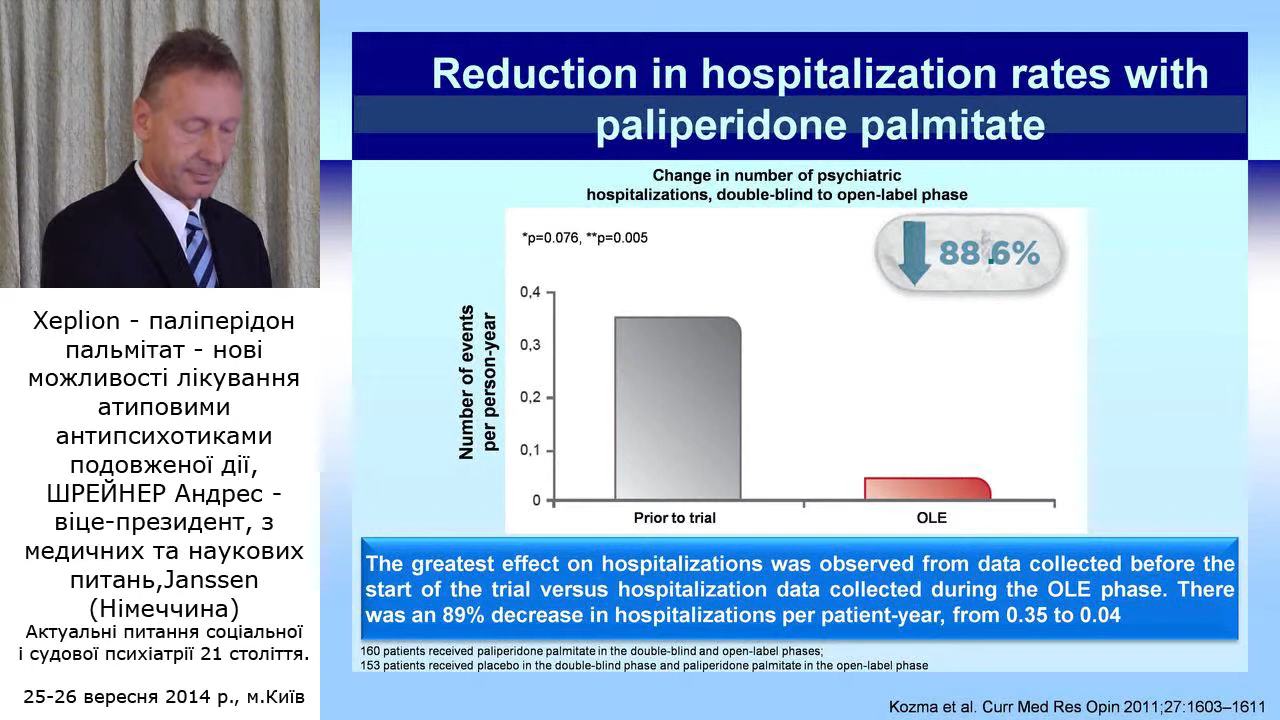 Reduction in hospitalization rates with
paliperidone palmitate
Change in number of psychiatric
hospitalizations, double-blind to open-label phase
*p=0.076, **p=0.005
88.6%
Number of events
per person-year
0,4
0,3
0,2
0,1
0
Prior to trial
OLE
The greatest effect on hospitalizations was observed from data collected before the
start of the trial versus hospitalization data collected during the OLE phase. There
was an 89% decrease in hospitalizations per patient-year, from 0.35 to 0.04
160 patients received paliperidone palmitate in the double-blind and open-label phases;
153 patients received placebo in the double-blind phase and paliperidone palmitate in the open-label phase
Kozma et al. Curr Med Res Opin 2011;27:1603–1611
Xeplion - паліперідон
пальмітат - нові
можливості лікування
атиповими
антипсихотиками
подовженої дії,
ШРЕЙНЕР Андрес -
віце-президент, з
медичних та наукових
питань,Janssen
(Німеччина)
Актуальні питання соціальної
і судової психіатрії 21 століття.
25-26 вересня 2014 р., м.Київ